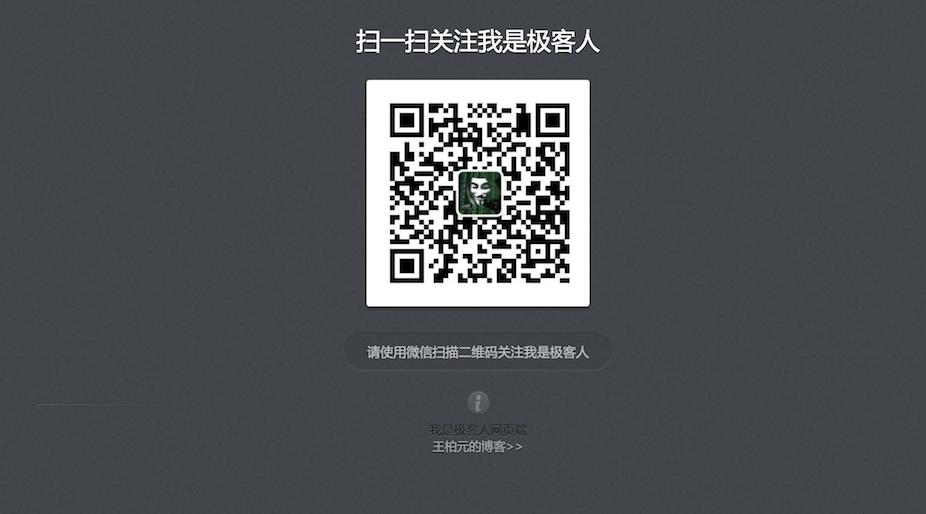 扫一扫关注我是极客人
请使用微信扫描二维码关注我是极客人
i
我是极客人网页端
王柏元的博客>>